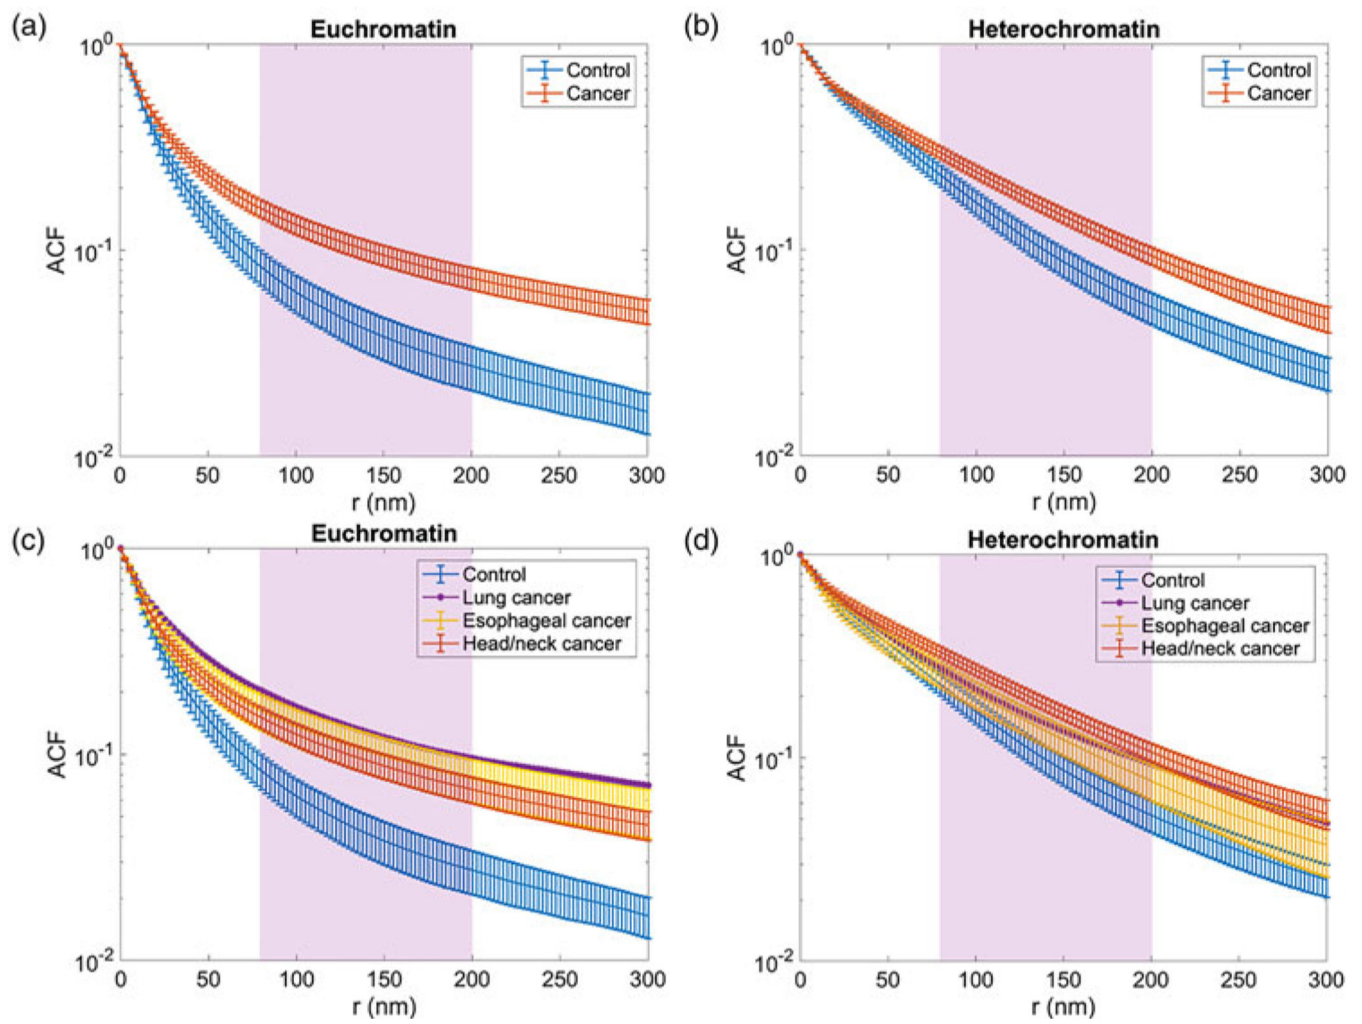 (a)
Euchromatin
10^0
10^-1
10^-2
ACF
Control
Cancer
0 50 100 150 200 250 300
r (nm)
(b)
Heterochromatin
10^0
10^-1
10^-2
ACF
Control
Cancer
0 50 100 150 200 250 300
r (nm)
(c)
Euchromatin
10^0
10^-1
10^-2
ACF
Control
Lung cancer
Esophageal cancer
Head/neck cancer
0 50 100 150 200 250 300
r (nm)
(d)
Heterochromatin
10^0
10^-1
10^-2
ACF
Control
Lung cancer
Esophageal cancer
Head/neck cancer
0 50 100 150 200 250 300
r (nm)